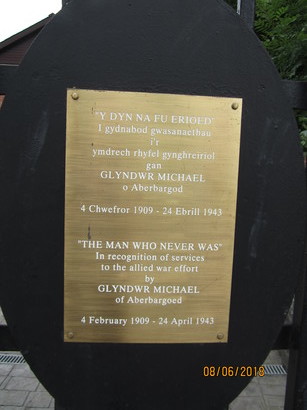 "Y DYN NA FU ERIOED"
I gydnabod gwasanaethau
i'r
ymdrech rhyfel gynghreiriol
gan
GLYNDWR MICHAEL
o Aberbargod
4 Chwefror 1909 - 24 Ebrill 1943
"THE MAN WHO NEVER WAS"
In recognition of services
to the allied war effort
by
GLYNDWR MICHAEL
of Aberbargoed
4 February 1909 - 24 April 1943
08/06/2018